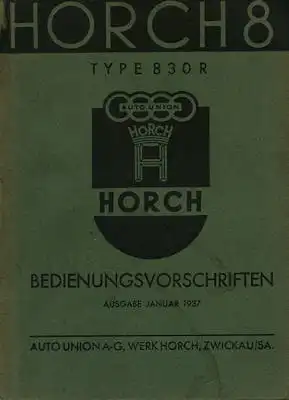 HORCH 8
TYPE 830 R
AUTO UNION
HORCH
HORCH
BEDIENUNGSVORSCHRIFTEN
AUSGABE JANUAR 1937
AUTO UNION A-G, WERK HORCH, ZWICKAU/SA.